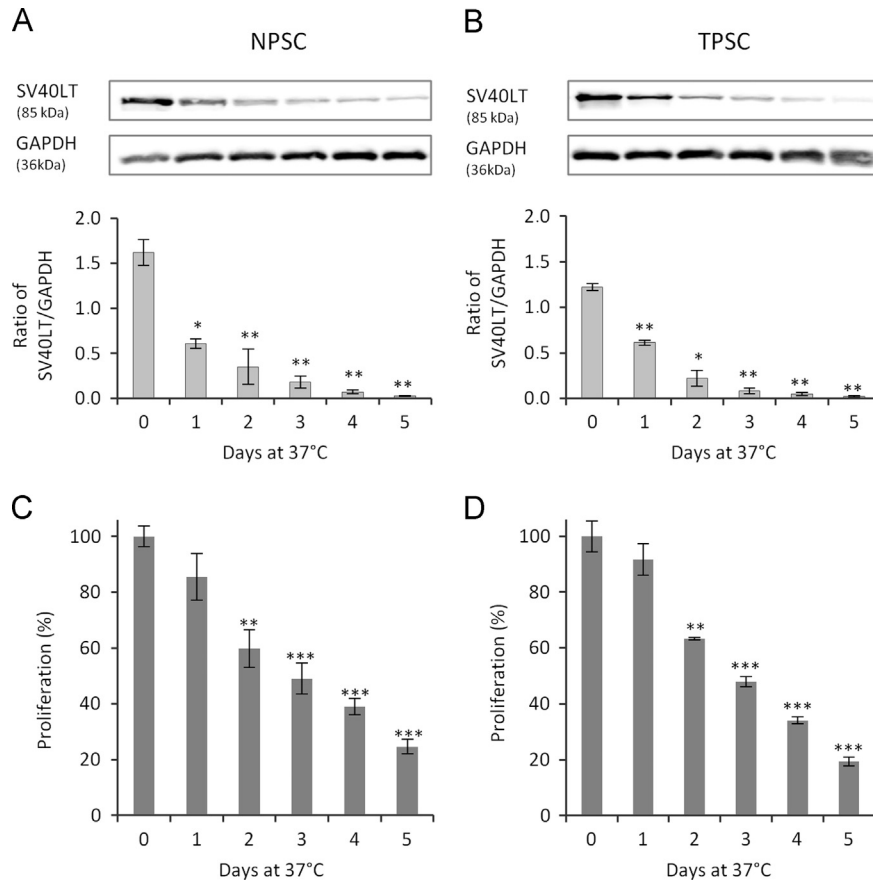 A
NPSC
SV40LT
(85 kDa)
GAPDH
(36kDa)
Ratio of
SV40LT/GAPDH
2.0
1.5
1.0
0.5
0.0
*
**
**
**
**
0 1 2 3 4 5
Days at 37°C
B
TPSC
SV40LT
(85 kDa)
GAPDH
(36kDa)
Ratio of
SV40LT/GAPDH
2.0
1.5
1.0
0.5
0.0
**
*
**
**
**
0 1 2 3 4 5
Days at 37°C
C
Proliferation (%)
100
80
60
40
20
0
**
***
***
***
0 1 2 3 4 5
Days at 37°C
D
Proliferation (%)
100
80
60
40
20
0
**
***
***
***
0 1 2 3 4 5
Days at 37°C